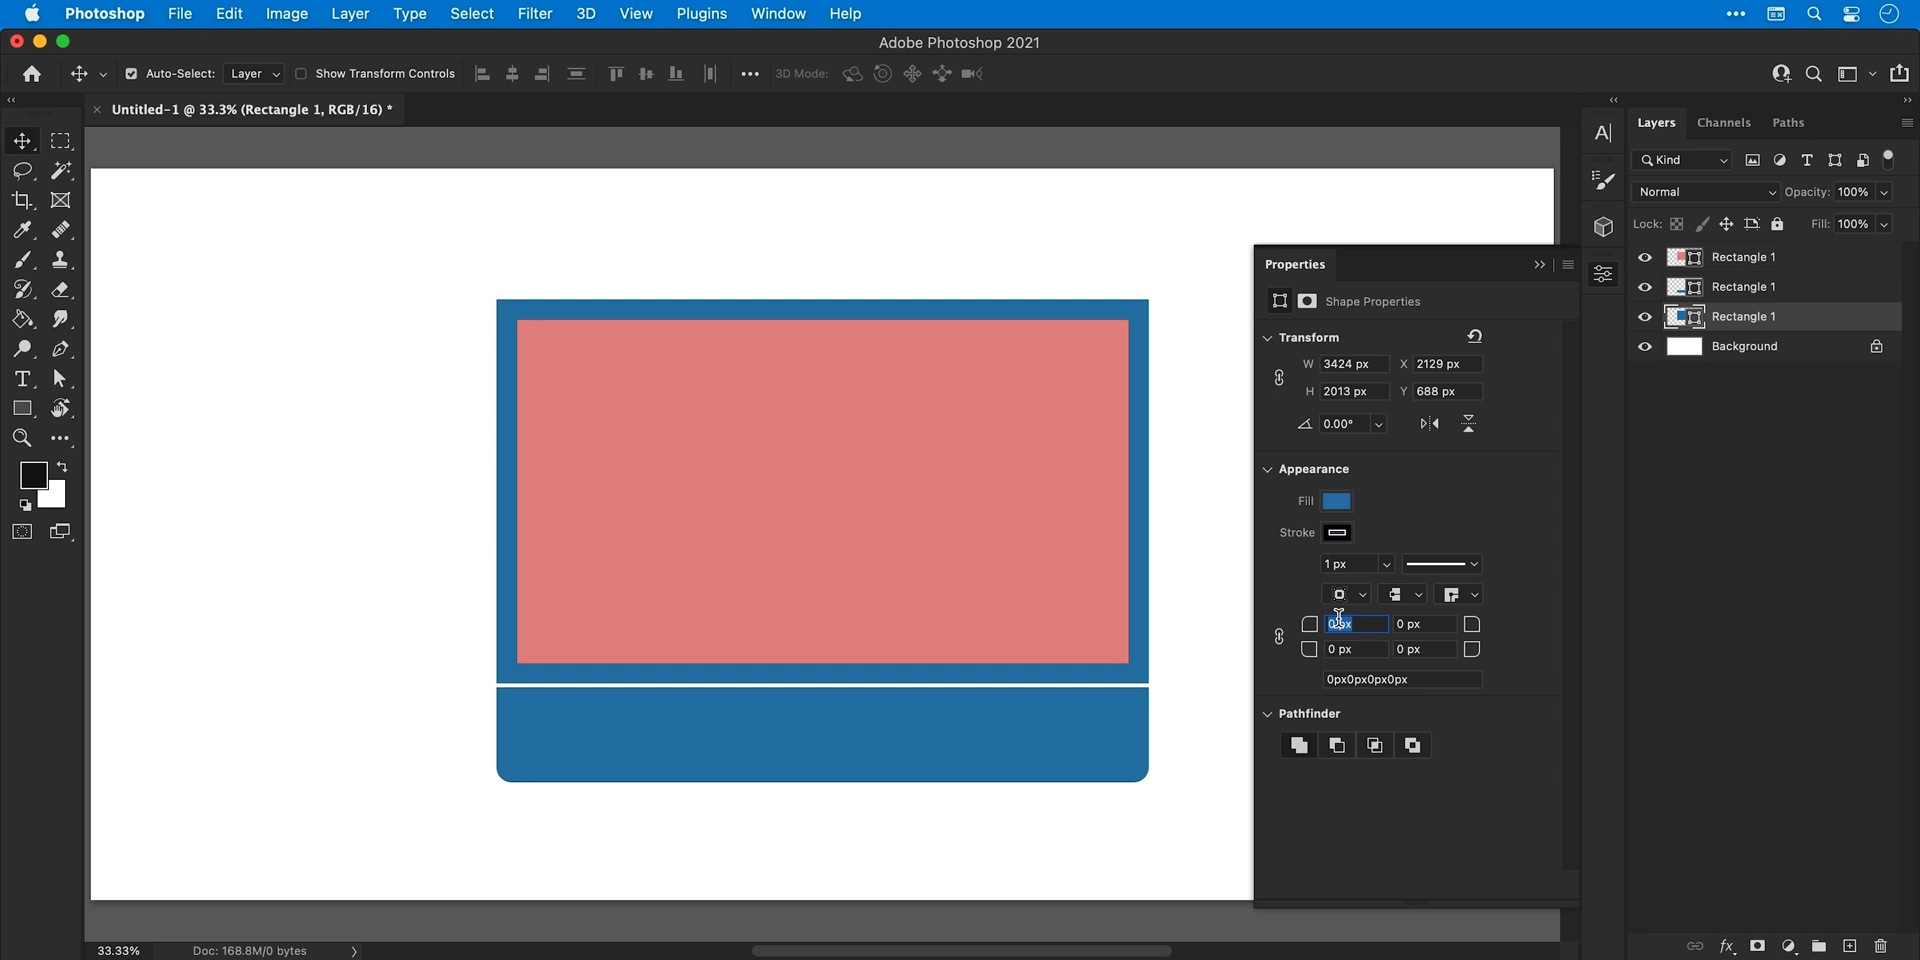 Photoshop File Edit Image Layer Type Select Filter 3D View Plugins Window Help
Adobe Photoshop 2021
Auto-Select: Layer Show Transform Controls 3D Mode:
Untitled-1 @ 33.3% (Rectangle 1, RGB/16) *
Layers Channels Paths
Kind
Normal Opacity: 100%
Lock: Fill: 100%
Rectangle 1
Rectangle 1
Rectangle 1
Background
Properties
Shape Properties
Transform
W 3424 px X 2129 px
H 2013 px Y 688 px
0.00°
Appearance
Fill
Stroke
1 px
0 px 0 px
0 px 0 px
0px0px0px0px
Pathfinder
33.33% Doc: 168.8M/0 bytes